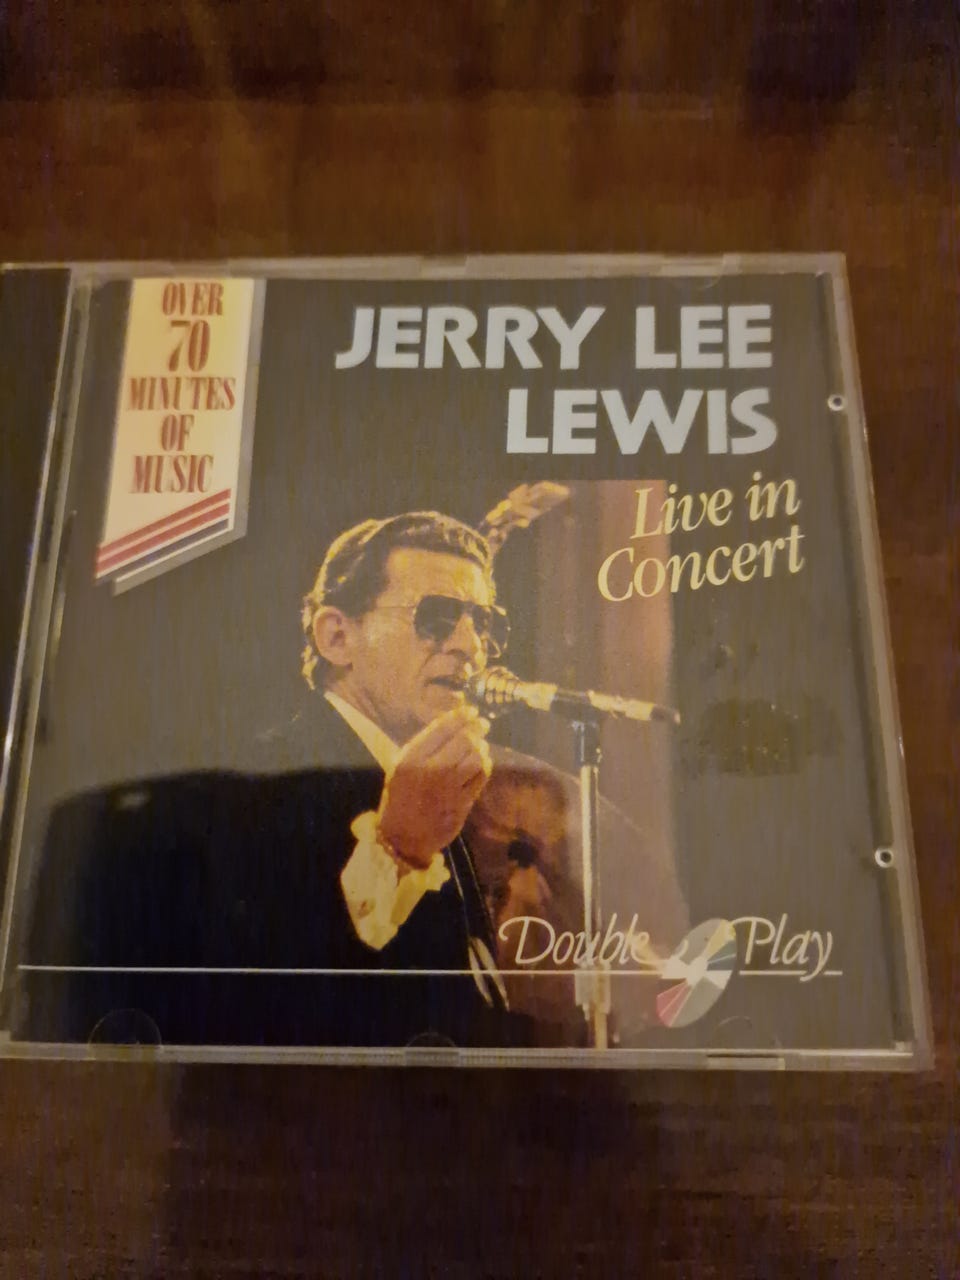 OVER
70
MINUTES
OF
MUSIC
JERRY LEE
LEWIS
Live in
Concert
Double Play